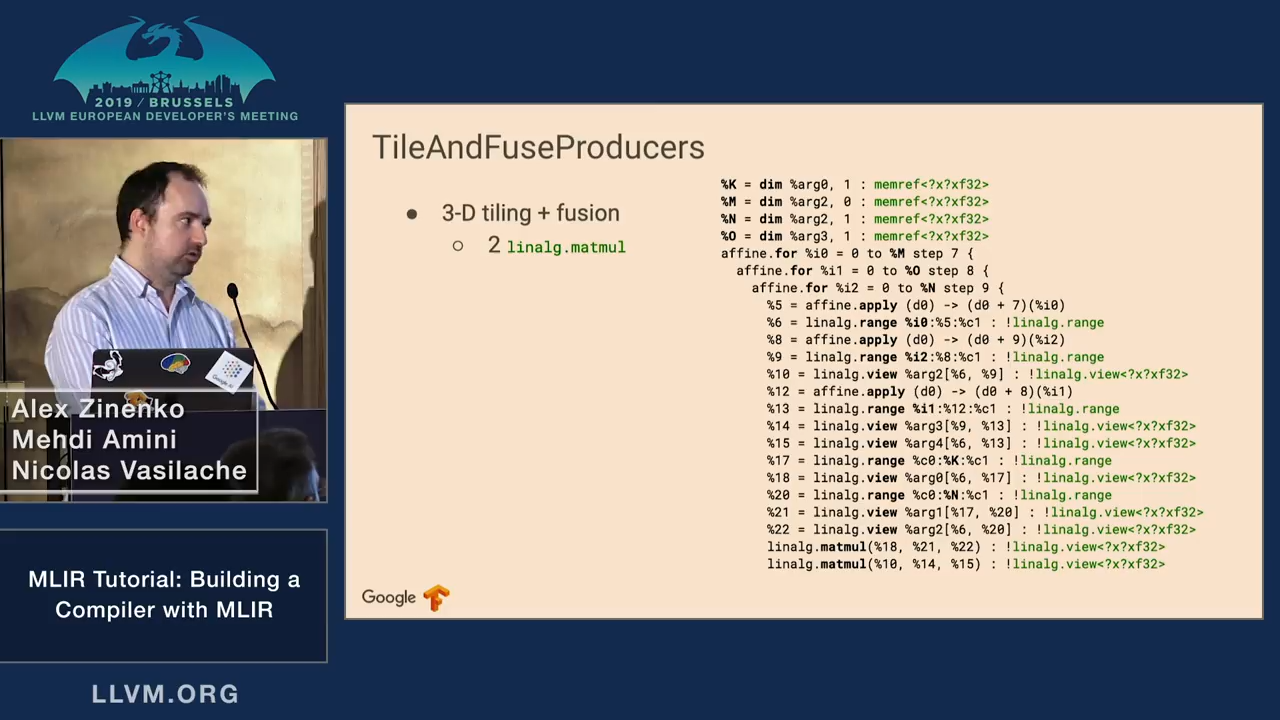 2019 / BRUSSELS
LLVM EUROPEAN DEVELOPER'S MEETING
Alex Zinenko
Mehdi Amini
Nicolas Vasilache
MLIR Tutorial: Building a
Compiler with MLIR
LLVM.ORG
TileAndFuseProducers
● 3-D tiling + fusion
○ 2 linalg.matmul
%K = dim %arg0, 1 : memref<?x?xf32>
%M = dim %arg2, 0 : memref<?x?xf32>
%N = dim %arg2, 1 : memref<?x?xf32>
%O = dim %arg3, 1 : memref<?x?xf32>
affine.for %i0 = 0 to %M step 7 {
affine.for %i1 = 0 to %O step 8 {
affine.for %i2 = 0 to %N step 9 {
%5 = affine.apply (d0) -> (d0 + 7)(%i0)
%6 = linalg.range %i0:%5:%c1 : !linalg.range
%8 = affine.apply (d0) -> (d0 + 9)(%i2)
%9 = linalg.range %i2:%8:%c1 : !linalg.range
%10 = linalg.view %arg2[%6, %9] : !linalg.view<?x?xf32>
%12 = affine.apply (d0) -> (d0 + 8)(%i1)
%13 = linalg.range %i1:%12:%c1 : !linalg.range
%14 = linalg.view %arg3[%9, %13] : !linalg.view<?x?xf32>
%15 = linalg.view %arg4[%6, %13] : !linalg.view<?x?xf32>
%17 = linalg.range %c0:%K:%c1 : !linalg.range
%18 = linalg.view %arg0[%6, %17] : !linalg.view<?x?xf32>
%20 = linalg.range %c0:%N:%c1 : !linalg.range
%21 = linalg.view %arg1[%17, %20] : !linalg.view<?x?xf32>
%22 = linalg.view %arg2[%6, %20] : !linalg.view<?x?xf32>
linalg.matmul(%18, %21, %22) : !linalg.view<?x?xf32>
linalg.matmul(%10, %14, %15) : !linalg.view<?x?xf32>
Google